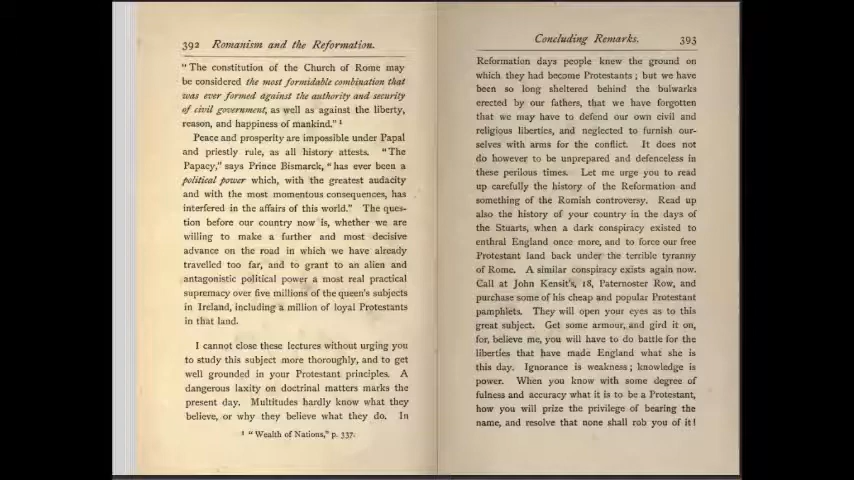 392 Romanism and the Reformation.
“ The constitution of the Church of Rome may
be considered the most formidable combination that
was ever formed against the authority and security
of civil government, as well as against the liberty,
reason, and happiness of mankind.” 1
Peace and prosperity are impossible under Papal
and priestly rule, as all history attests. “The
Papacy,” says Prince Bismarck, “has ever been a
political power which, with the greatest audacity
and with the most momentous consequences, has
interfered in the affairs of this world.” The ques-
tion before our country now is, whether we are
willing to make a further and most decisive
advance on the road in which we have already
travelled too far, and to grant to an alien and
antagonistic political power a most real practical
supremacy over five millions of the queen’s subjects
in Ireland, including a million of loyal Protestants
in that land.
I cannot close these lectures without urging you
to study this subject more thoroughly, and to get
well grounded in your Protestant principles. A
dangerous laxity on doctrinal matters marks the
present day. Multitudes hardly know what they
believe, or why they believe what they do. In
1 “ Wealth of Nations,” p. 337.
Concluding Remarks. 393
Reformation days people knew the ground on
which they had become Protestants ; but we have
been so long sheltered behind the bulwarks
erected by our fathers, that we have forgotten
that we may have to defend our own civil and
religious liberties, and neglected to furnish our-
selves with arms for the conflict. It does not
do however to be unprepared and defenceless in
these perilous times. Let me urge you to read
up carefully the history of the Reformation and
something of the Romish controversy. Read up
also the history of your country in the days of
the Stuarts, when a dark conspiracy existed to
enthral England once more, and to force our free
Protestant land back under the terrible tyranny
of Rome. A similar conspiracy exists again now.
Call at John Kensit’s, 18, Paternoster Row, and
purchase some of his cheap and popular Protestant
pamphlets. They will open your eyes as to this
great subject. Get some armour, and gird it on,
for, believe me, you will have to do battle for the
liberties that have made England what she is
this day. Ignorance is weakness ; knowledge is
power. When you know with some degree of
fulness and accuracy what it is to be a Protestant,
how you will prize the privilege of bearing the
name, and resolve that none shall rob you of it!